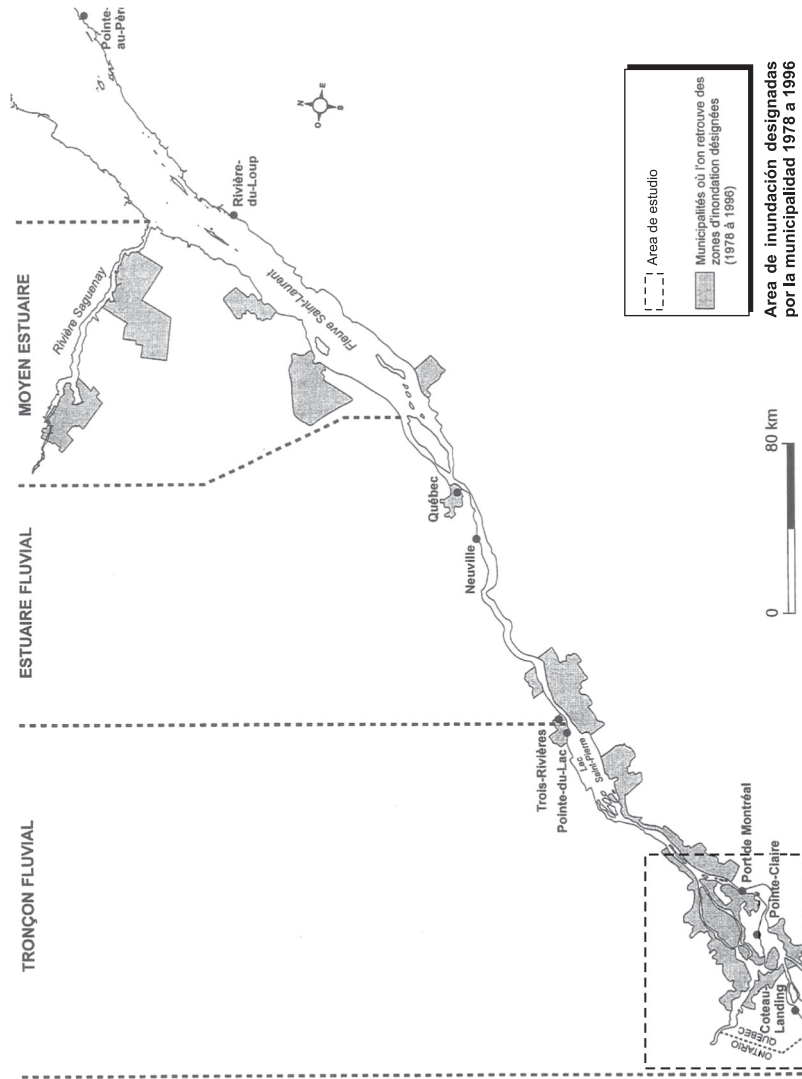 TRONÇON FLUVIAL
ESTUAIRE FLUVIAL
MOYEN ESTUAIRE
Rivière Saguenay
Pointe-
au-Pèr
Rivière-
du-Loup
Fleuve Saint-Laurent
N
E
S
O
Québec
Neuville
Trois-Rivières
Pointe-du-Lac
Lac
Saint-Pierre
Port de Montréal
Pointe-Claire
Coteau-
Landing
ONTARIO
QUÉBEC
0
80 km
Area de estudio
Municipalités où l'on retrouve des
zones d'inondation désignées
(1978 à 1996)
Area de inundación designadas
por la municipalidad 1978 a 1996